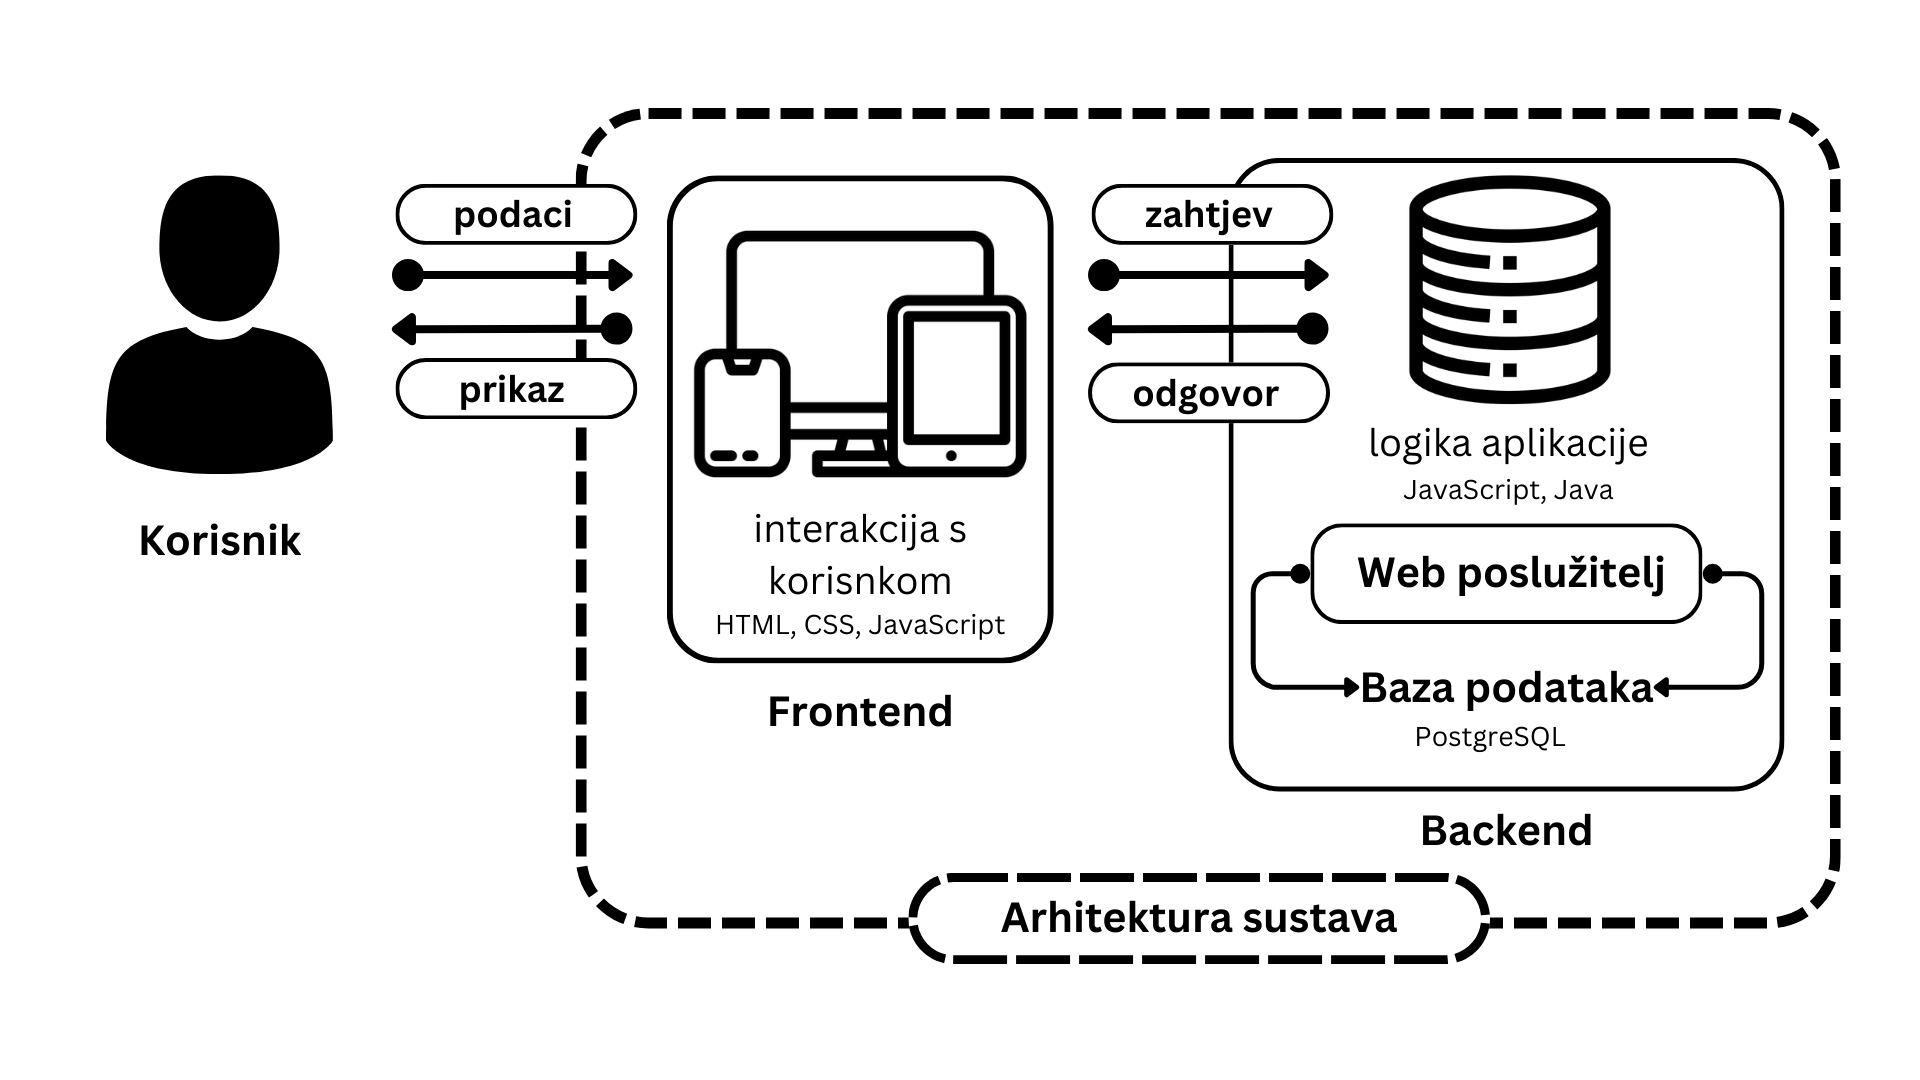 Korisnik
podaci
prikaz
interakcija s
korisnkom
HTML, CSS, JavaScript
Frontend
zahtjev
odgovor
logika aplikacije
JavaScript, Java
Web poslužitelj
Baza podataka
PostgreSQL
Backend
Arhitektura sustava